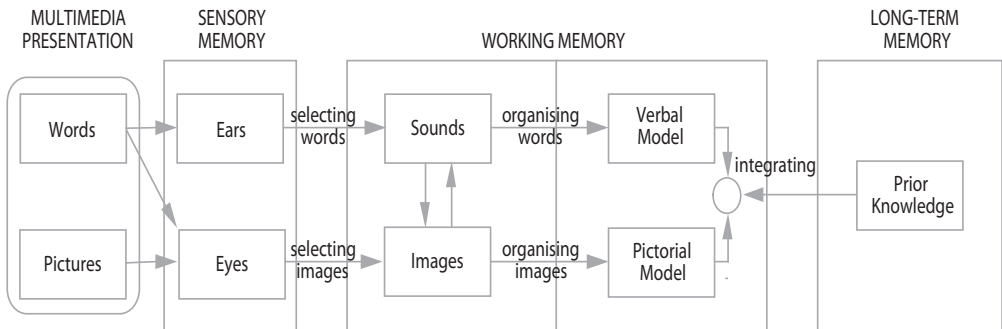 MULTIMEDIA
PRESENTATION
SENSORY
MEMORY
WORKING MEMORY
LONG-TERM
MEMORY
Words
Ears
selecting
words
Sounds
organising
words
Verbal
Model
integrating
Prior
Knowledge
Pictures
Eyes
selecting
images
Images
organising
images
Pictorial
Model